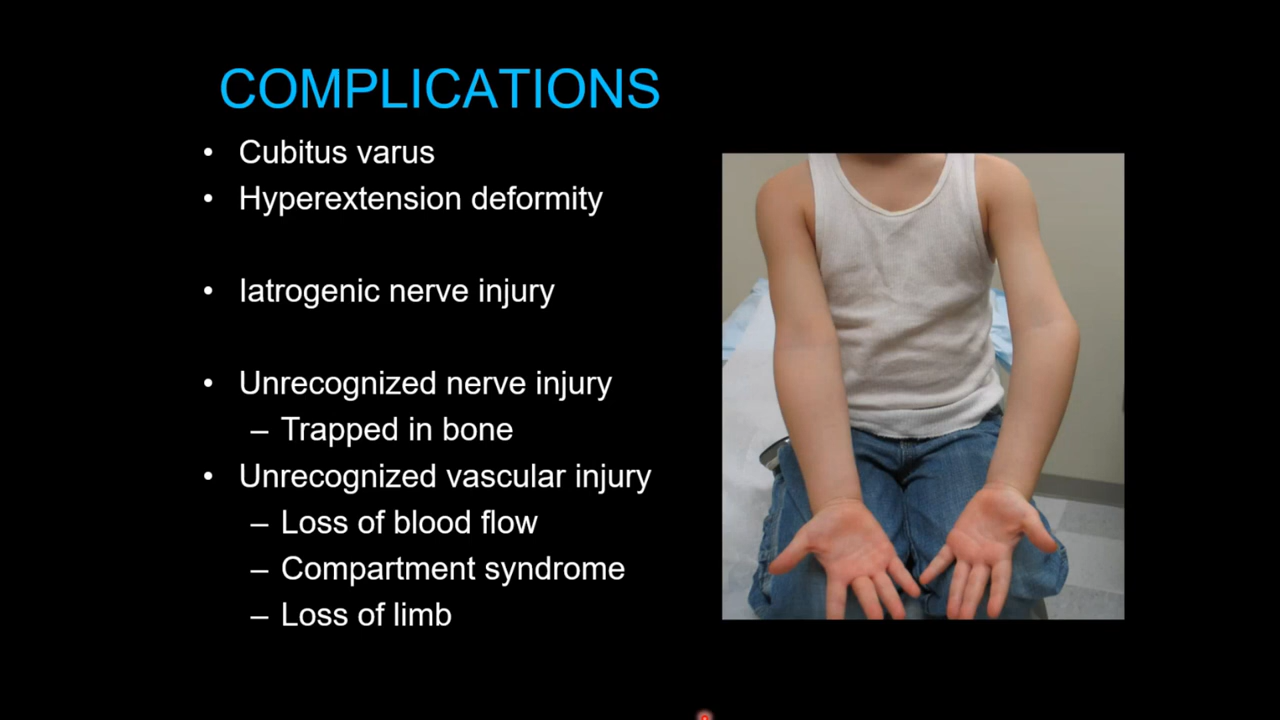 COMPLICATIONS
• Cubitus varus
• Hyperextension deformity
• Iatrogenic nerve injury
• Unrecognized nerve injury
– Trapped in bone
• Unrecognized vascular injury
– Loss of blood flow
– Compartment syndrome
– Loss of limb